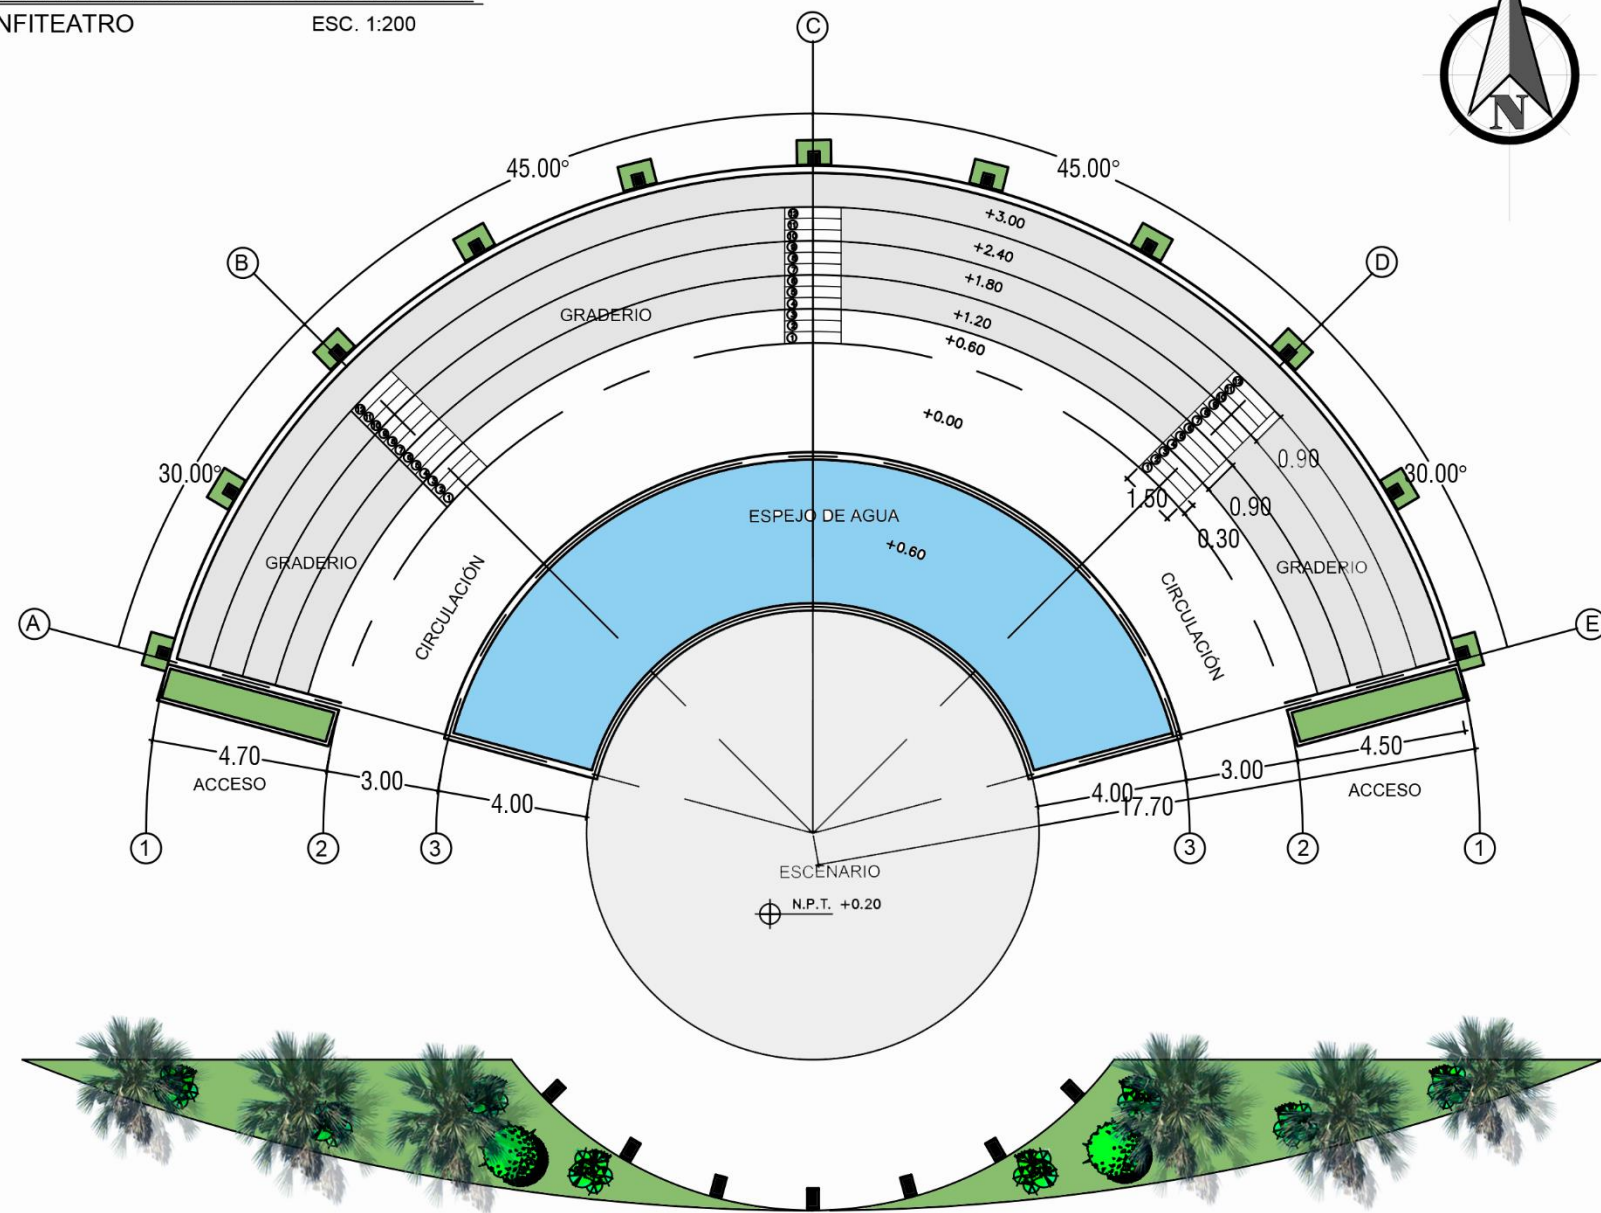 NFITEATRO
ESC. 1:200
C
N
45.00°
45.00°
B
D
+3.00
+2.40
+1.80
+1.20
+0.60
GRADERIO
+0.00
30.00°
30.00°
0.90
1.50
0.90
0.30
ESPEJO DE AGUA
+0.60
GRADERIO
GRADERIO
CIRCULACIÓN
CIRCULACIÓN
A
E
4.70
3.00
4.00
4.00
3.00
4.50
17.70
ACCESO
ACCESO
1
2
3
3
2
1
ESCENARIO
N.P.T. +0.20